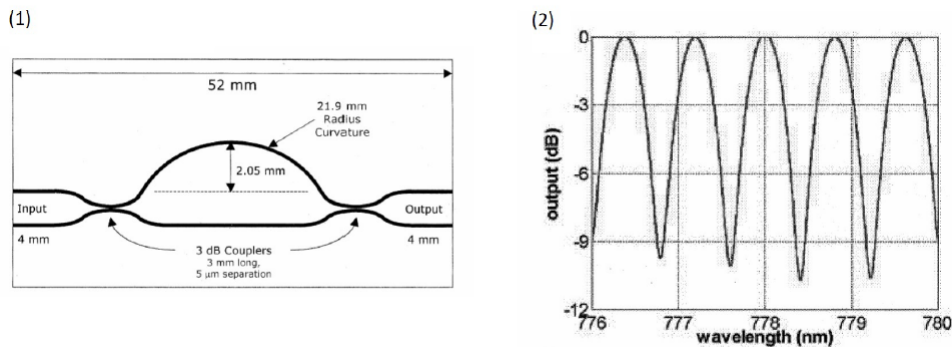 (1)
52 mm
21.9 mm
Radius
Curvature
2.05 mm
Input
Output
4 mm
4 mm
3 dB Couplers
3 mm long,
5 μm separation
(2)
output (dB)
0
-3
-6
-9
-12
776 777 778 779 780
wavelength (nm)